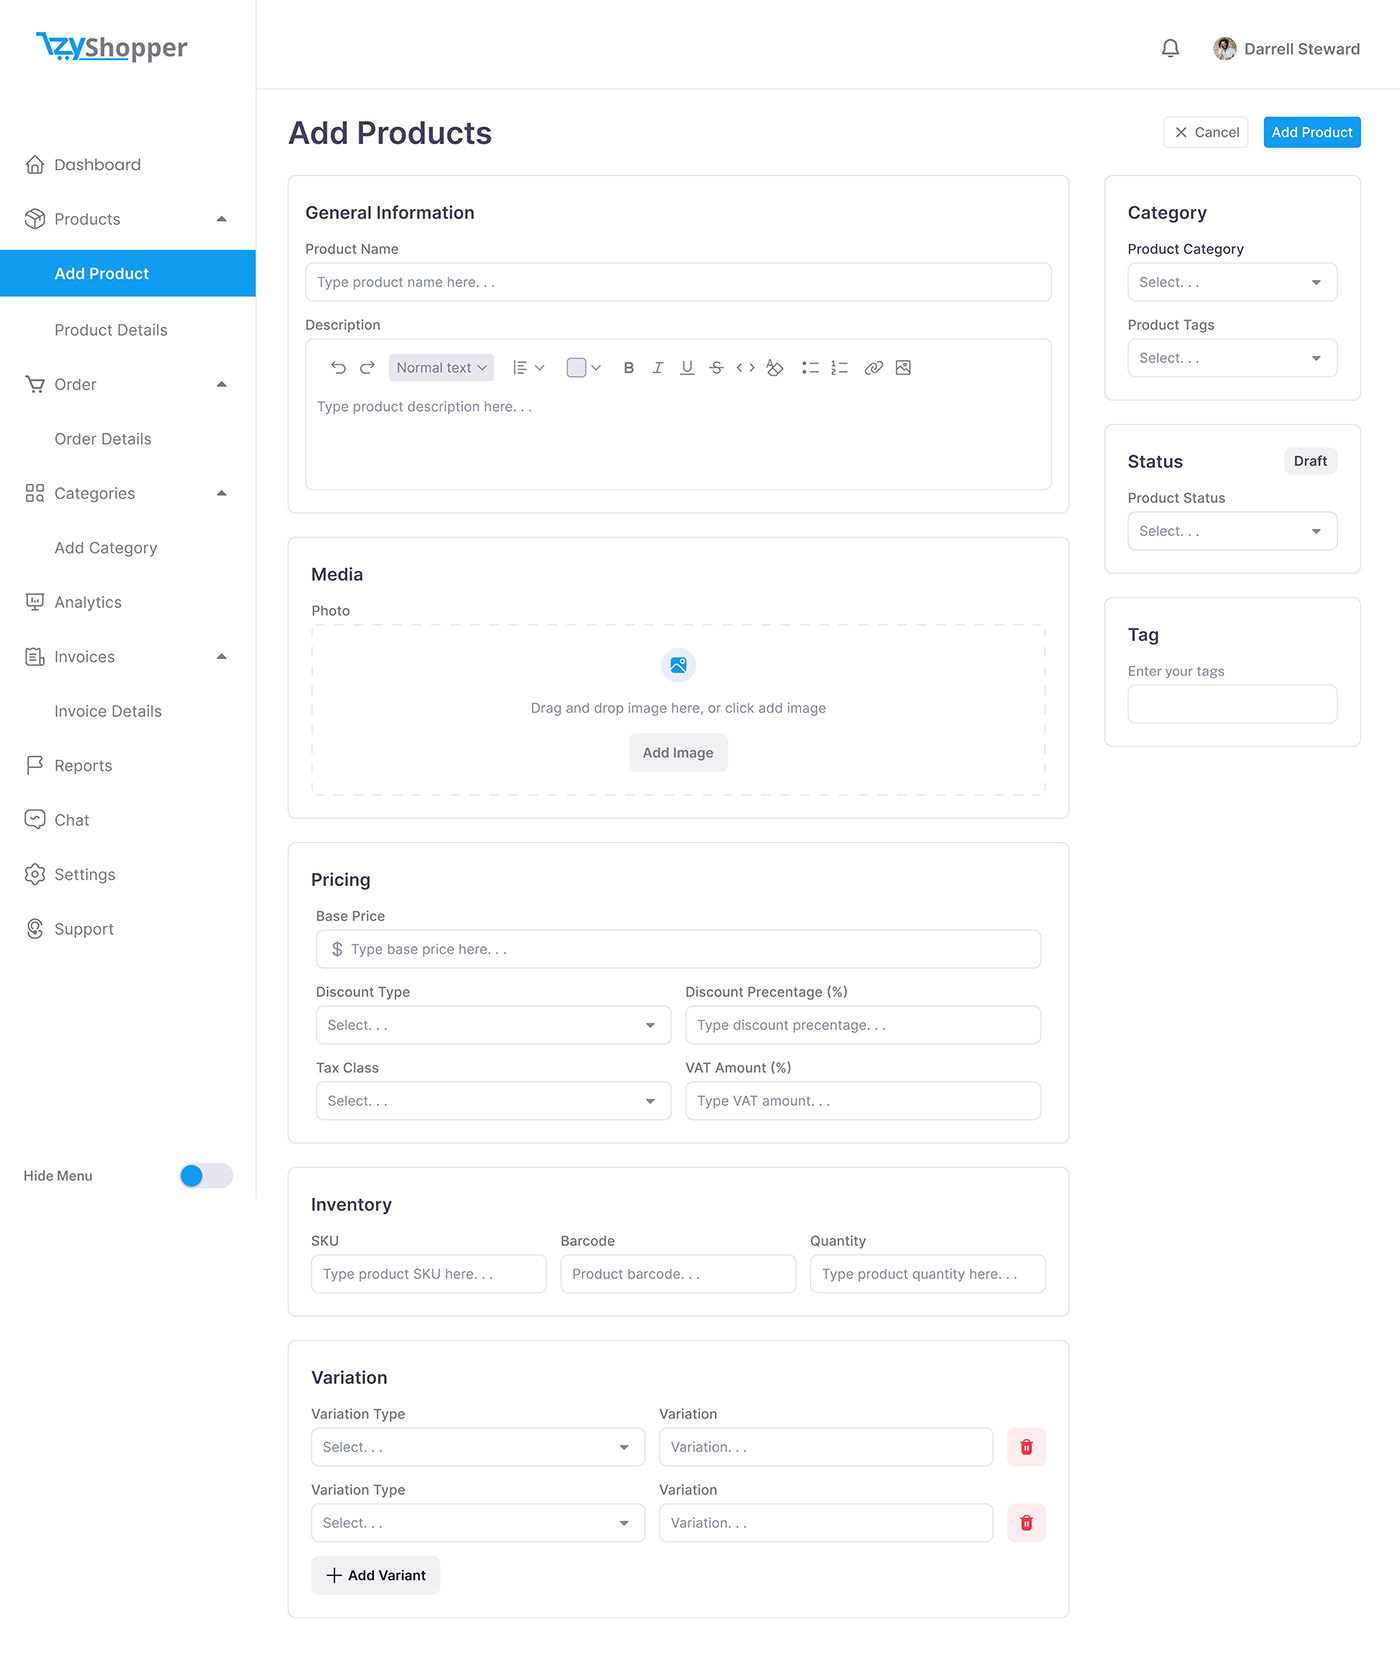 zyShopper
Darrell Steward
Dashboard
Products
Add Product
Product Details
Order
Order Details
Categories
Add Category
Analytics
Invoices
Invoice Details
Reports
Chat
Settings
Support
Hide Menu
Add Products
Cancel
Add Product
General Information
Product Name
Type product name here. . .
Description
Normal text
B I U S
Type product description here. . .
Media
Photo
Drag and drop image here, or click add image
Add Image
Pricing
Base Price
$ Type base price here. . .
Discount Type
Select. . .
Discount Precentage (%)
Type discount precentage. . .
Tax Class
Select. . .
VAT Amount (%)
Type VAT amount. . .
Inventory
SKU
Type product SKU here. . .
Barcode
Product barcode. . .
Quantity
Type product quantity here. . .
Variation
Variation Type
Select. . .
Variation
Variation. . .
Variation Type
Select. . .
Variation
Variation. . .
Add Variant
Category
Product Category
Select. . .
Product Tags
Select. . .
Status
Draft
Product Status
Select. . .
Tag
Enter your tags